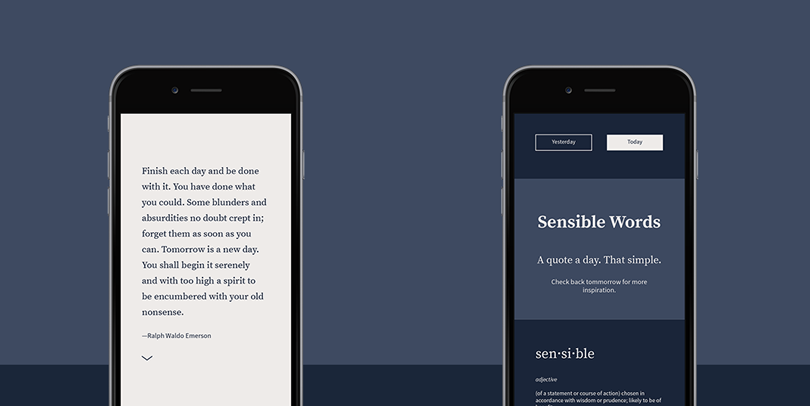 Finish each day and be done
with it. You have done what
you could. Some blunders and
absurdities no doubt crept in;
forget them as soon as you
can. Tomorrow is a new day.
You shall begin it serenely
and with too high a spirit to
be encumbered with your old
nonsense.
—Ralph Waldo Emerson
Yesterday
Today
Sensible Words
A quote a day. That simple.
Check back tommorrow for more
inspiration.
sen·si·ble
adjective
(of a statement or course of action) chosen in
accordance with wisdom or prudence; likely to be of